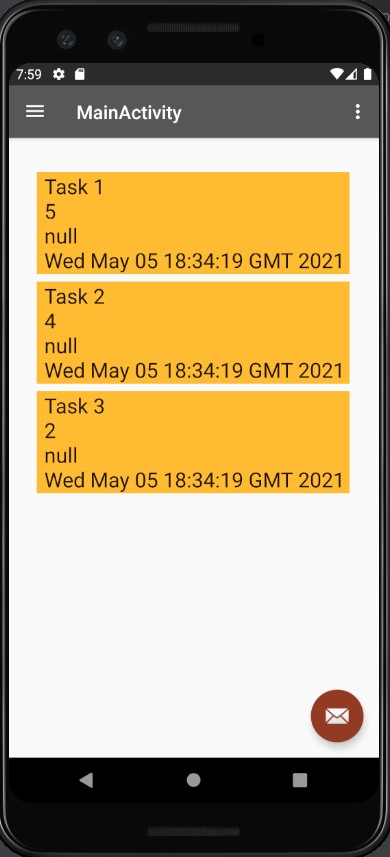 7:59
MainActivity
Task 1
5
null
Wed May 05 18:34:19 GMT 2021
Task 2
4
null
Wed May 05 18:34:19 GMT 2021
Task 3
2
null
Wed May 05 18:34:19 GMT 2021